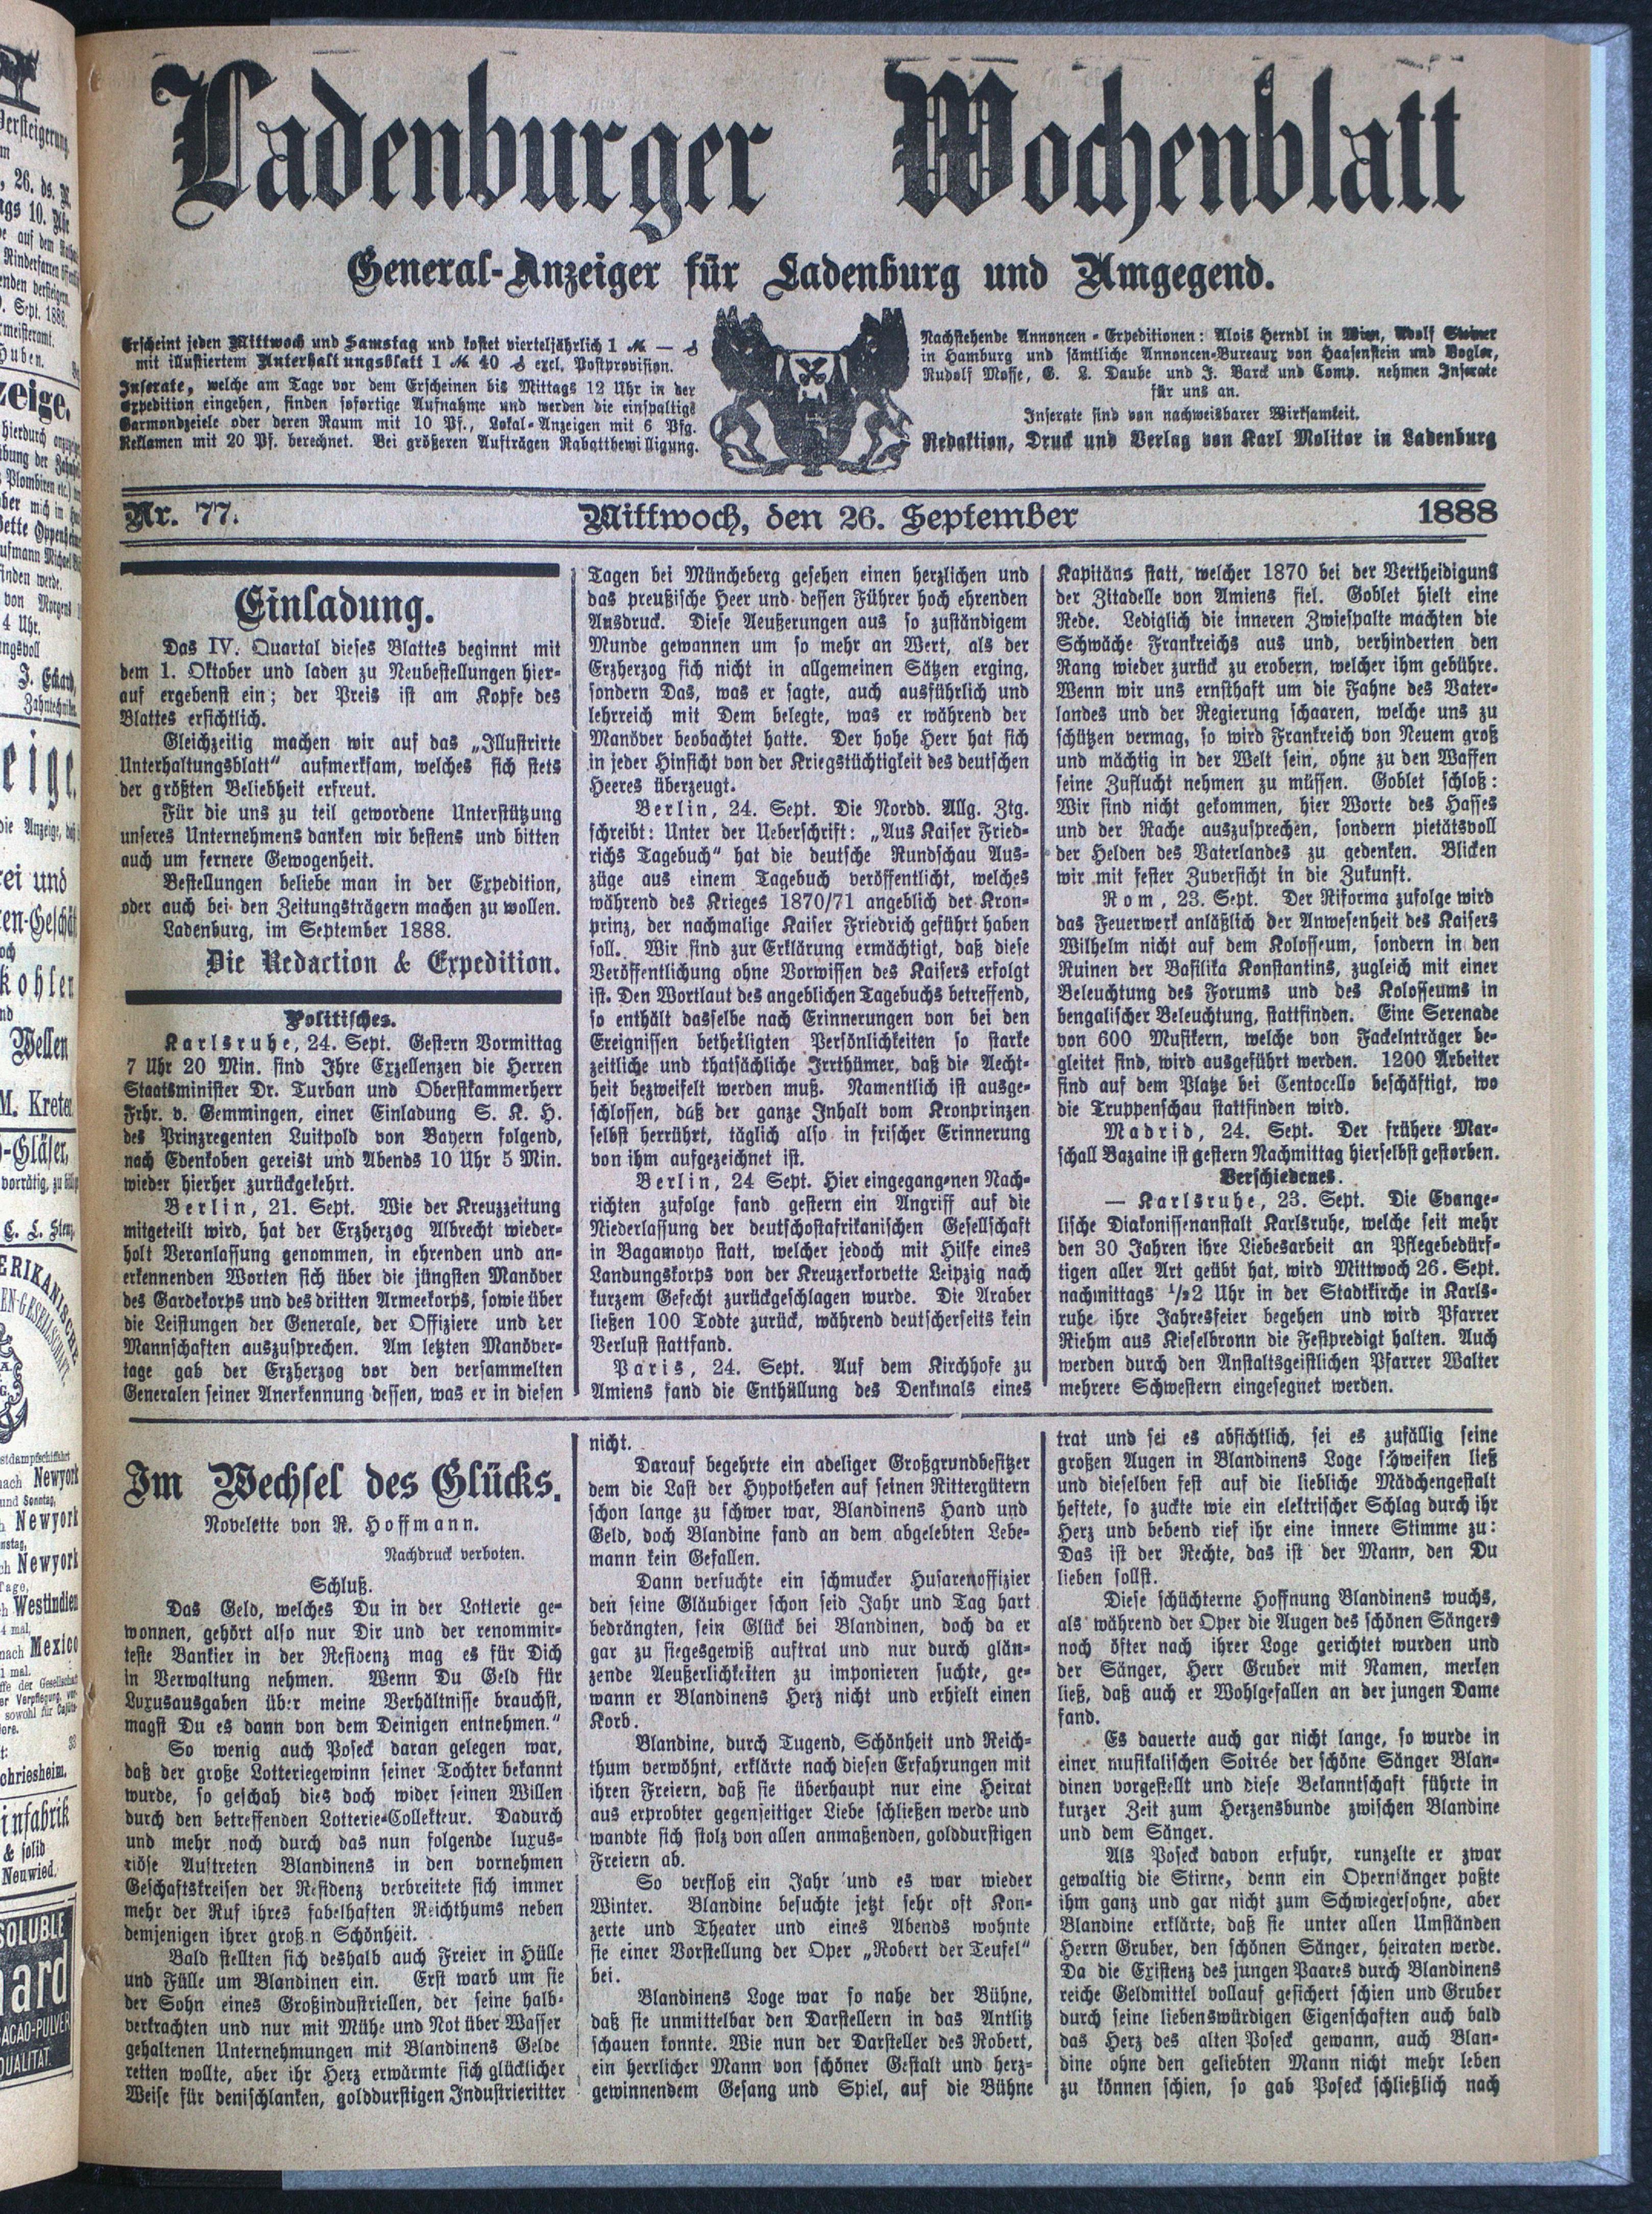 Ladenburger Wochenblatt
General-Anzeiger für Ladenburg und Umgegend.
Erscheint jeden Mittwoch und Samstag und kostet vierteljährlich 1 ℳ — ₰
mit illustiertem Unterhaltungsblatt 1 ℳ 40 ₰ excl. Postprovision.
Inserate, welche am Tage vor dem Erscheinen bis Mittags 12 Uhr in der
Expedition eingehen, finden sofortige Aufnahme und werden die einspaltige
Garmondzeile oder deren Raum mit 10 Pf., Lokal-Anzeigen mit 6 Pfg.
Reklamen mit 20 Pf. berechnet. Bei größeren Aufträgen Rabattbewilligung.
Nachstehende Annoncen-Expeditionen: Alois Herndl in Wien, Adolf Steiner
in Hamburg und sämtliche Annoncen-Bureaux von Haasenstein und Vogler,
Rudolf Mosse, G. L. Daube und J. Barck und Comp. nehmen Inserate
für uns an.
Inserate sind von nachweisbarer Wirksamkeit.
Redaktion, Druck und Verlag von Karl Molitor in Ladenburg
Nr. 77. Mittwoch, den 26. September 1888
Einladung.
Das IV. Quartal dieses Blattes beginnt mit
dem 1. Oktober und laden zu Neubestellungen hier-
auf ergebenst ein; der Preis ist am Kopfe des
Blattes ersichtlich.
Gleichzeitig machen wir auf das „Illustrirte
Unterhaltungsblatt“ aufmerksam, welches sich stets
der größten Beliebheit erfreut.
Für die uns zu teil gewordene Unterstützung
unseres Unternehmens danken wir bestens und bitten
auch um fernere Gewogenheit.
Bestellungen beliebe man in der Expedition,
oder auch bei den Zeitungsträgern machen zu wollen.
Ladenburg, im September 1888.
Die Redaction & Expedition.
Politisches.
Karlsruhe, 24. Sept. Gestern Vormittag
7 Uhr 20 Min. sind Ihre Exzellenzen die Herren
Staatsminister Dr. Turban und Oberstkammerherr
Frhr. v. Gemmingen, einer Einladung S. K. H.
des Prinzregenten Luitpold von Bayern folgend,
nach Edenkoben gereist und Abends 10 Uhr 5 Min.
wieder hierher zurückgekehrt.
Berlin, 21. Sept. Wie der Kreuzzeitung
mitgeteilt wird, hat der Erzherzog Albrecht wieder-
holt Veranlassung genommen, in ehrenden und an-
erkennenden Worten sich über die jüngsten Manöver
des Gardekorps und des dritten Armeekorps, sowie über
die Leistungen der Generale, der Offiziere und der
Mannschaften auszusprechen. Am letzten Manöver-
tage gab der Erzherzog vor den versammelten
Generalen seiner Anerkennung dessen, was er in diesen
Tagen bei Müncheberg gesehen einen herzlichen und
das preußische Heer und dessen Führer hoch ehrenden
Ausdruck. Diese Aeußerungen aus so zuständigem
Munde gewannen um so mehr an Wert, als der
Erzherzog sich nicht in allgemeinen Sätzen erging,
sondern Das, was er sagte, auch ausführlich und
lehrreich mit Dem belegte, was er während der
Manöver beobachtet hatte. Der hohe Herr hat sich
in jeder Hinsicht von der Kriegstüchtigkeit des deutschen
Heeres überzeugt.
Berlin, 24. Sept. Die Nordd. Allg. Ztg.
schreibt: Unter der Ueberschrift: „Aus Kaiser Fried-
richs Tagebuch“ hat die deutsche Rundschau Aus-
züge aus einem Tagebuch veröffentlicht, welches
während des Krieges 1870/71 angeblich der Kron-
prinz, der nachmalige Kaiser Friedrich geführt haben
soll. Wir sind zur Erklärung ermächtigt, daß diese
Veröffentlichung ohne Vorwissen des Kaisers erfolgt
ist. Den Wortlaut des angeblichen Tagebuchs betreffend,
so enthält dasselbe nach Erinnerungen von bei den
Ereignissen betheiligten Persönlichkeiten so starke
zeitliche und thatsächliche Irrthümer, daß die Aecht-
heit bezweifelt werden muß. Namentlich ist ausge-
schlossen, daß der ganze Inhalt vom Kronprinzen
selbst herrührt, täglich also in frischer Erinnerung
von ihm aufgezeichnet ist.
Berlin, 24 Sept. Hier eingegangenen Nach-
richten zufolge fand gestern ein Angriff auf die
Niederlassung der deutschostafrikanischen Gesellschaft
in Bagamoyo statt, welcher jedoch mit Hilfe eines
Landungskorps von der Kreuzerkorvette Leipzig nach
kurzem Gefecht zurückgeschlagen wurde. Die Araber
ließen 100 Todte zurück, während deutscherseits kein
Verlust stattfand.
Paris, 24. Sept. Auf dem Kirchhofe zu
Amiens fand die Enthüllung des Denkmals eines
Kapitäns statt, welcher 1870 bei der Vertheidigung
der Zitadelle von Amiens fiel. Goblet hielt eine
Rede. Lediglich die inneren Zwiespalte machten die
Schwäche Frankreichs aus und, verhinderten den
Rang wieder zurück zu erobern, welcher ihm gebühre.
Wenn wir uns ernsthaft um die Fahne des Vater-
landes und der Regierung schaaren, welche uns zu
schützen vermag, so wird Frankreich von Neuem groß
und mächtig in der Welt sein, ohne zu den Waffen
seine Zuflucht nehmen zu müssen. Goblet schloß:
Wir sind nicht gekommen, hier Worte des Hasses
und der Rache auszusprechen, sondern pietätsvoll
der Helden des Vaterlandes zu gedenken. Blicken
wir mit fester Zuversicht in die Zukunft.
Rom, 23. Sept. Der Riforma zufolge wird
das Feuerwerk anläßlich der Anwesenheit des Kaisers
Wilhelm nicht auf dem Kolosseum, sondern in den
Ruinen der Basilika Konstantins, zugleich mit einer
Beleuchtung des Forums und des Kolosseums in
bengalischer Beleuchtung, stattfinden. Eine Serenade
von 600 Musikern, welche von Fackelnträger be-
gleitet sind, wird ausgeführt werden. 1200 Arbeiter
sind auf dem Platze bei Centocello beschäftigt, wo
die Truppenschau stattfinden wird.
Madrid, 24. Sept. Der frühere Mar-
schall Bazaine ist gestern Nachmittag hierselbst gestorben.
Verschiedenes.
— Karlsruhe, 23. Sept. Die Evange-
lische Diakonissenanstalt Karlsruhe, welche seit mehr
den 30 Jahren ihre Liebesarbeit an Pflegebedürf-
tigen aller Art geübt hat, wird Mittwoch 26. Sept.
nachmittags ½2 Uhr in der Stadtkirche in Karls-
ruhe ihre Jahresfeier begehen und wird Pfarrer
Riehm aus Kieselbronn die Festpredigt halten. Auch
werden durch den Anstaltsgeistlichen Pfarrer Walter
mehrere Schwestern eingesegnet werden.
Im Wechsel des Glücks.
Novelette von R. Hoffmann.
Nachdruck verboten.
Schluß.
Das Geld, welches Du in der Lotterie ge-
wonnen, gehört also nur Dir und der renommir-
teste Bankier in der Residenz mag es für Dich
in Verwaltung nehmen. Wenn Du Geld für
Luxusausgaben über meine Verhältnisse brauchst,
magst Du es dann von dem Deinigen entnehmen.“
So wenig auch Poseck daran gelegen war,
daß der große Lotteriegewinn seiner Tochter bekannt
wurde, so geschah dies doch wider seinen Willen
durch den betreffenden Lotterie-Collekteur. Dadurch
und mehr noch durch das nun folgende luxus-
riöse Auftreten Blandinens in den vornehmen
Geschaftskreisen der Residenz verbreitete sich immer
mehr der Ruf ihres fabelhaften Reichthums neben
demjenigen ihrer groß n Schönheit.
Bald stellten sich deshalb auch Freier in Hülle
und Fülle um Blandinen ein. Erst warb um sie
der Sohn eines Großindustriellen, der seine halb-
verkrachten und nur mit Mühe und Not über Wasser
gehaltenen Unternehmungen mit Blandinens Gelde
retten wollte, aber ihr Herz erwärmte sich glücklicher
Weise für den schlanken, golddurstigen Industrieritter
nicht.
Darauf begehrte ein adeliger Großgrundbesitzer
dem die Last der Hypotheken auf seinen Rittergütern
schon lange zu schwer war, Blandinens Hand und
Geld, doch Blandine fand an dem abgelebten Lebe-
mann kein Gefallen.
Dann versuchte ein schmucker Husarenoffizier
den seine Gläubiger schon seid Jahr und Tag hart
bedrängten, sein Glück bei Blandinen, doch da er
gar zu siegesgewiß auftrat und nur durch glän-
zende Aeußerlichkeiten zu imponieren suchte, ge-
wann er Blandinens Herz nicht und erhielt einen
Korb.
Blandine, durch Tugend, Schönheit und Reich-
thum verwöhnt, erklärte nach diesen Erfahrungen mit
ihren Freiern, daß sie überhaupt nur eine Heirat
aus erprobter gegenseitiger Liebe schließen werde und
wandte sich stolz von allen anmaßenden, golddurstigen
Freiern ab.
So verfloß ein Jahr und es war wieder
Winter. Blandine besuchte jetzt sehr oft Kon-
zerte und Theater und eines Abends wohnte
sie einer Vorstellung der Oper „Robert der Teufel“
bei.
Blandinens Loge war so nahe der Bühne,
daß sie unmittelbar den Darstellern in das Antlitz
schauen konnte. Wie nun der Darsteller des Robert,
ein herrlicher Mann von schöner Gestalt und herz-
gewinnendem Gesang und Spiel, auf die Bühne
trat und sei es absichtlich, sei es zufällig seine
großen Augen in Blandinens Loge schweifen ließ
und dieselben fest auf die liebliche Mädchengestalt
heftete, so zuckte wie ein elektrischer Schlag durch ihr
Herz und bebend rief ihr eine innere Stimme zu:
Das ist der Rechte, das ist der Mann, den Du
lieben sollst.
Diese schüchterne Hoffnung Blandinens wuchs,
als während der Oper die Augen des schönen Sängers
noch öfter nach ihrer Loge gerichtet wurden und
der Sänger, Herr Gruber mit Namen, merken
ließ, daß auch er Wohlgefallen an der jungen Dame
fand.
Es dauerte auch gar nicht lange, so wurde in
einer musikalischen Soirée der schöne Sänger Blan-
dinen vorgestellt und diese Bekanntschaft führte in
kurzer Zeit zum Herzensbunde zwischen Blandine
und dem Sänger.
Als Poseck davon erfuhr, runzelte er zwar
gewaltig die Stirne, denn ein Opernsänger paßte
ihm ganz und gar nicht zum Schwiegersohne, aber
Blandine erklärte, daß sie unter allen Umständen
Herrn Gruber, den schönen Sänger, heiraten werde.
Da die Existenz des jungen Paares durch Blandinens
reiche Geldmittel vollauf gesichert schien und Gruber
durch seine liebenswürdigen Eigenschaften auch bald
das Herz des alten Poseck gewann, auch Blan-
dine ohne den geliebten Mann nicht mehr leben
zu können schien, so gab Poseck schließlich nach